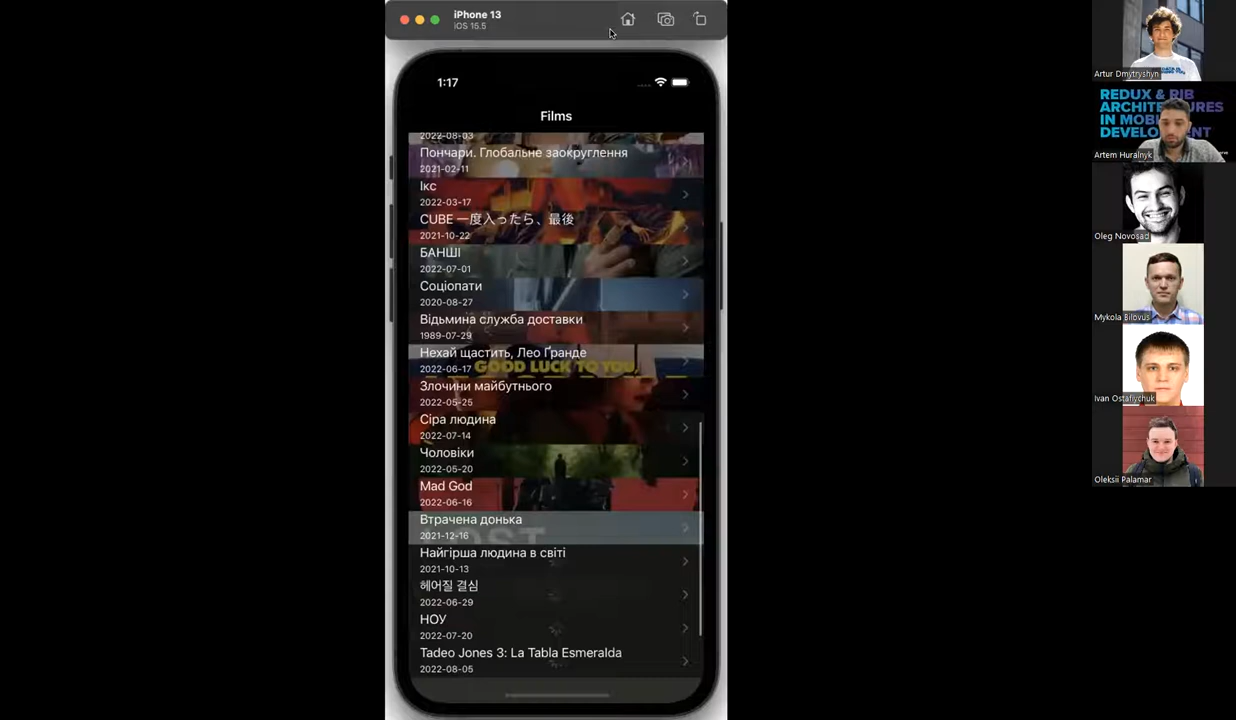 iPhone 13
iOS 15.5
1:17
Films
2022-08-03
Пончари. Глобальне заокруглення
2021-02-11
Ікс
2022-03-17
CUBE 一度入ったら、最後
2021-10-22
БАНШІ
2022-07-01
Соціопати
2020-08-27
Відьмина служба доставки
1989-07-29
Нехай щастить, Лео Ґранде
2022-06-17
GOOD LUCK TO YOU,
Злочини майбутнього
2022-05-25
Сіра людина
2022-07-14
Чоловіки
2022-05-20
Mad God
2022-06-16
Втрачена донька
2021-12-16
LOST
Найгірша людина в світі
2021-10-13
헤어질 결심
2022-06-29
НОУ
2022-07-20
Tadeo Jones 3: La Tabla Esmeralda
2022-08-05
Artur Dmytryshyn
REDUX & RIB
ARCHITECTURES
IN MOBI
DEVELO
Artem Huralnyk
Oleg Novosad
Mykola Bilovus
Ivan Ostafiychuk
Oleksii Palamar